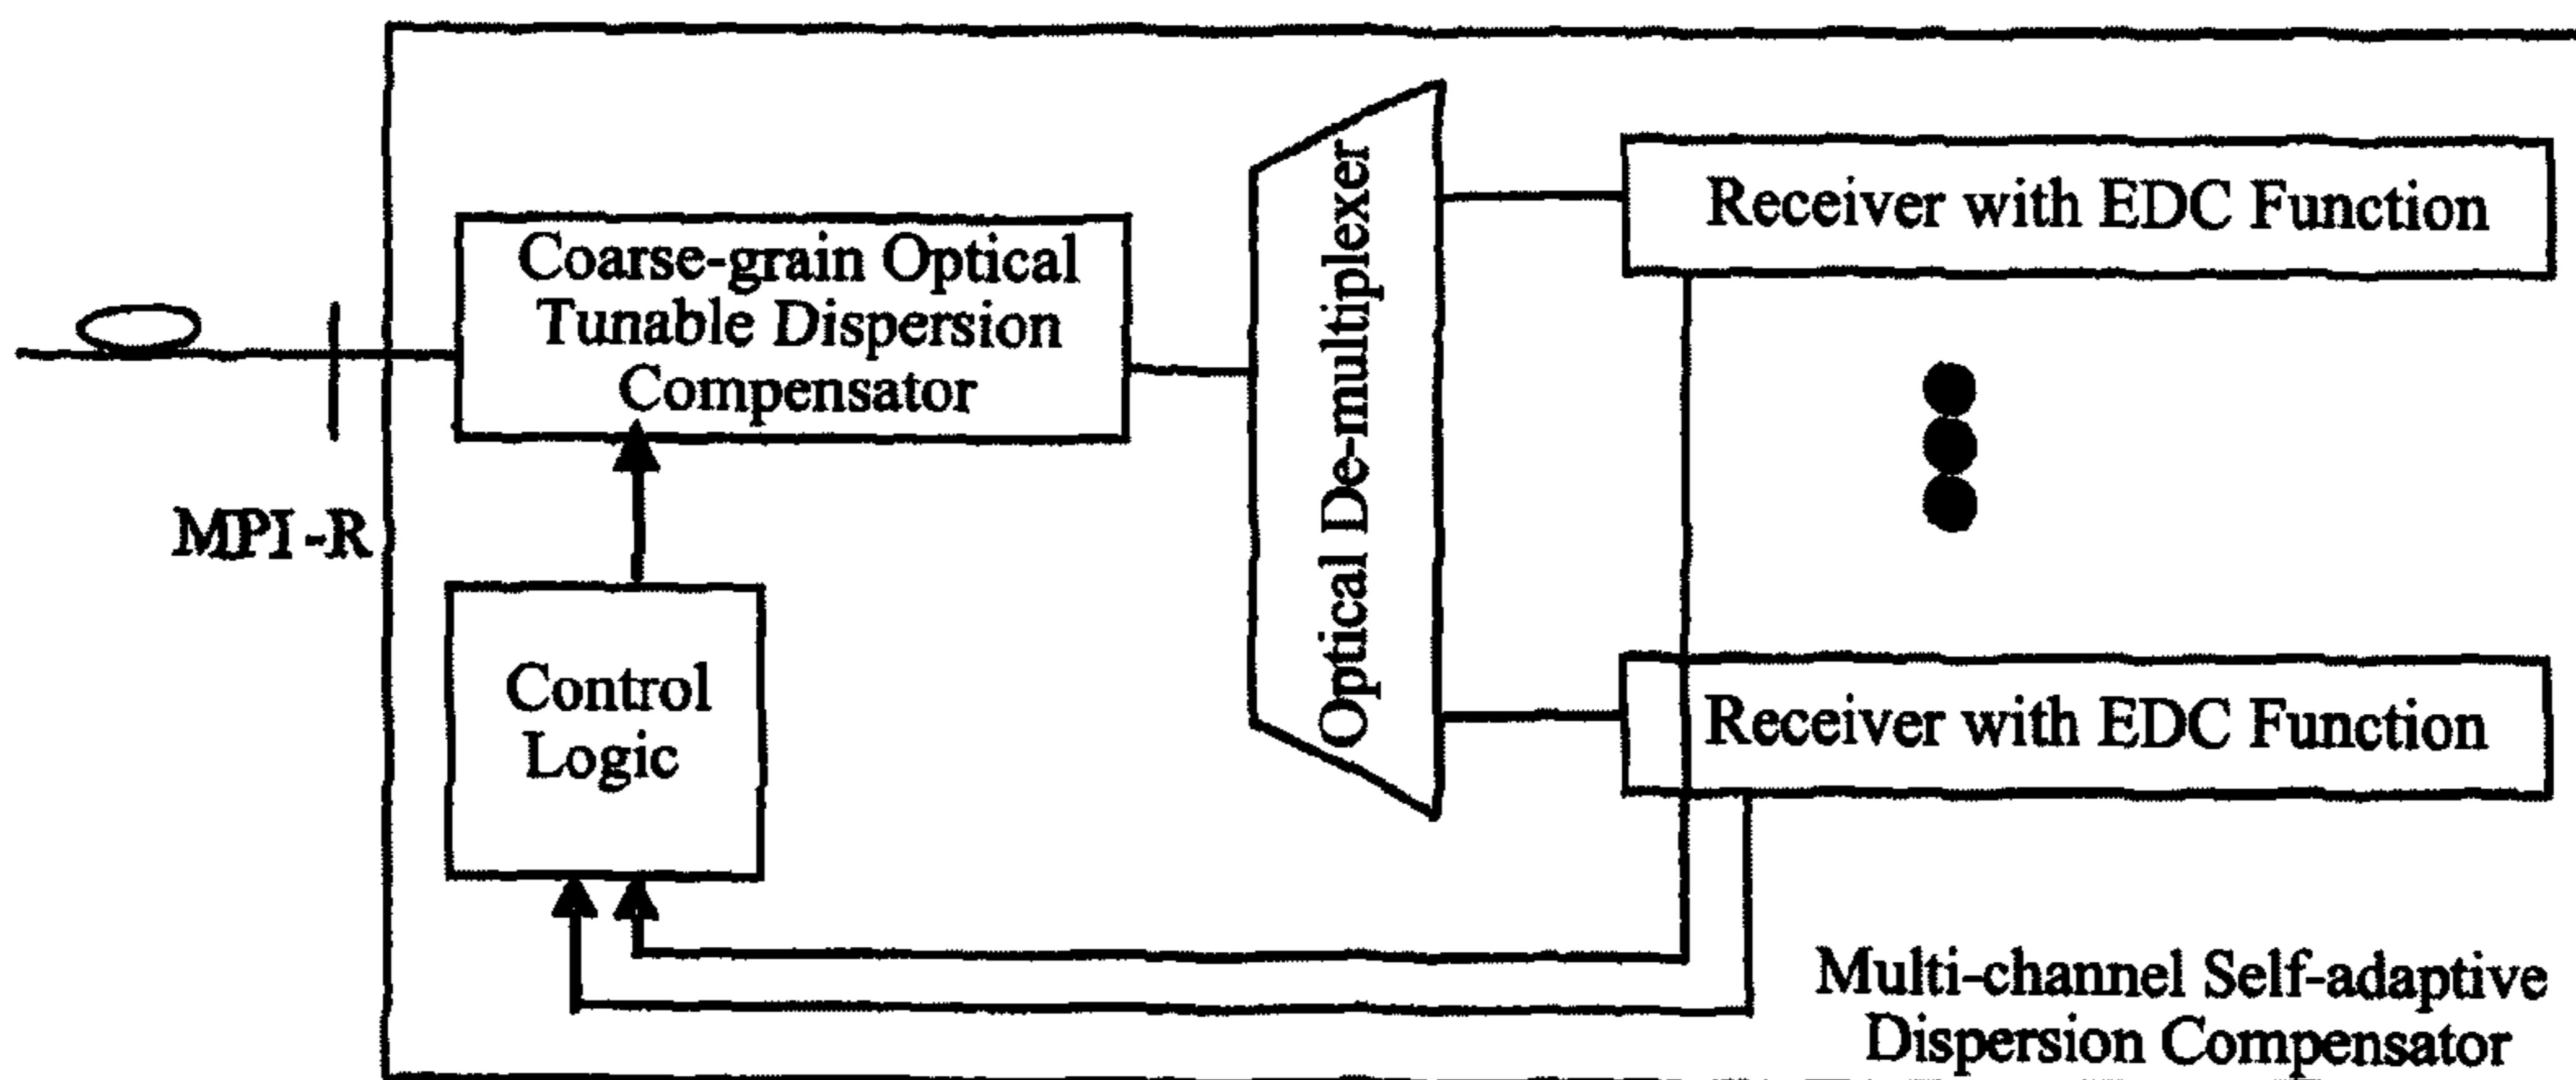 Coarse-grain Optical
Tunable Dispersion
Compensator
Optical De-multiplexer
Receiver with EDC Function
MPI-R
Control
Logic
Receiver with EDC Function
Multi-channel Self-adaptive
Dispersion Compensator